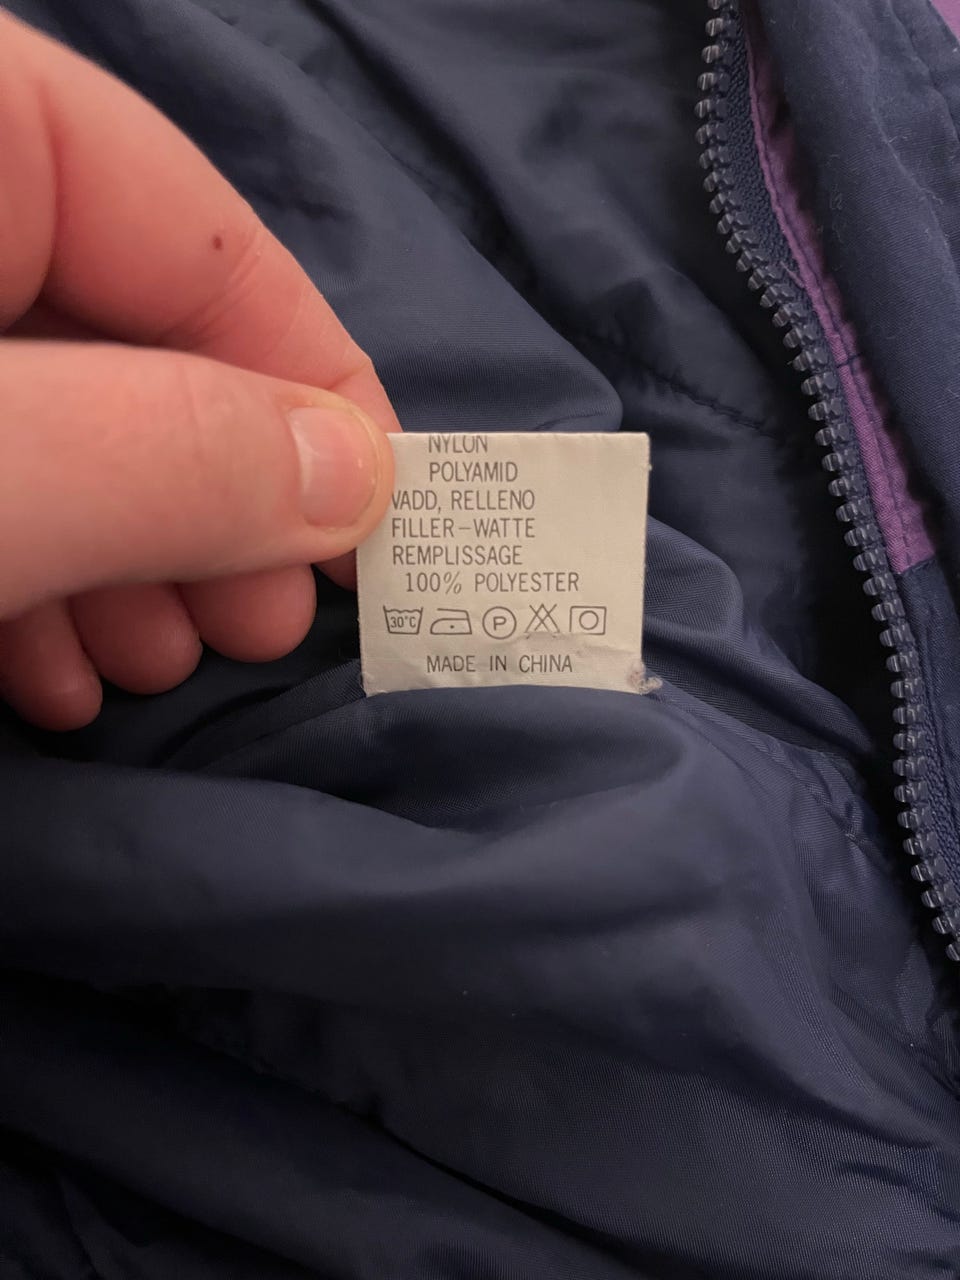 NYLON
POLYAMID
VADD, RELLENO
FILLER-WATTE
REMPLISSAGE
100% POLYESTER
30°C P
MADE IN CHINA